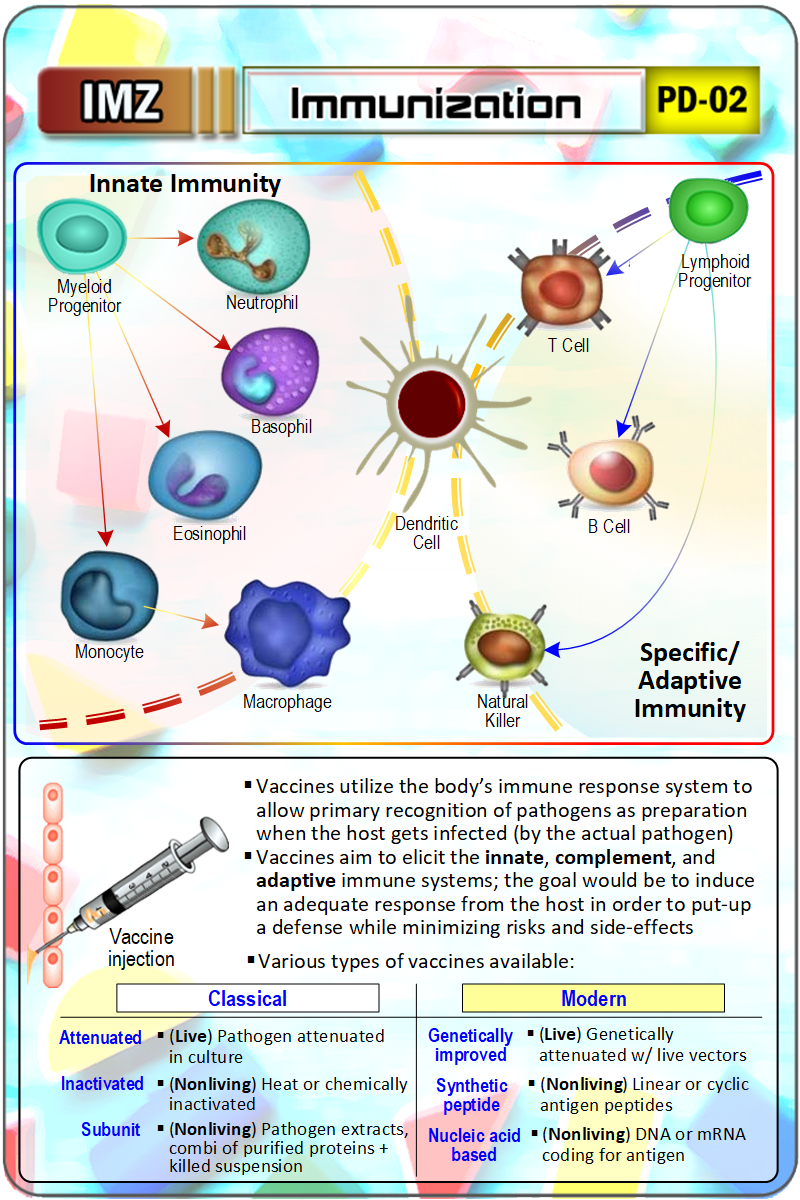 IMZ
Immunization
PD-02
Innate Immunity
Myeloid
Progenitor
Neutrophil
Basophil
Eosinophil
Monocyte
Macrophage
Dendritic
Cell
T Cell
Lymphoid
Progenitor
B Cell
Natural
Killer
Specific/
Adaptive
Immunity
Vaccine
injection
▪ Vaccines utilize the body’s immune response system to
allow primary recognition of pathogens as preparation
when the host gets infected (by the actual pathogen)
▪ Vaccines aim to elicit the innate, complement, and
adaptive immune systems; the goal would be to induce
an adequate response from the host in order to put-up
a defense while minimizing risks and side-effects
▪ Various types of vaccines available:
Classical
Attenuated ▪ (Live) Pathogen attenuated
in culture
Inactivated ▪ (Nonliving) Heat or chemically
inactivated
Subunit ▪ (Nonliving) Pathogen extracts,
combi of purified proteins +
killed suspension
Modern
Genetically ▪ (Live) Genetically
improved attenuated w/ live vectors
Synthetic ▪ (Nonliving) Linear or cyclic
peptide antigen peptides
Nucleic acid ▪ (Nonliving) DNA or mRNA
based coding for antigen